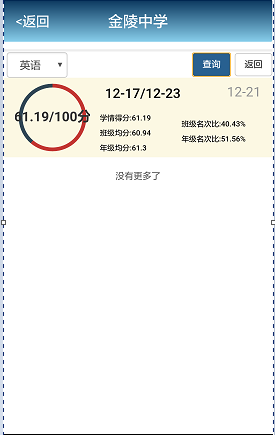 <返回 金陵中学
英语 ▼ 查询 返回
12-17/12-23 12-21
61.19/100分
学情得分:61.19
班级名次比:40.43%
班级均分:60.94
年级名次比:51.56%
年级均分:61.3
没有更多了